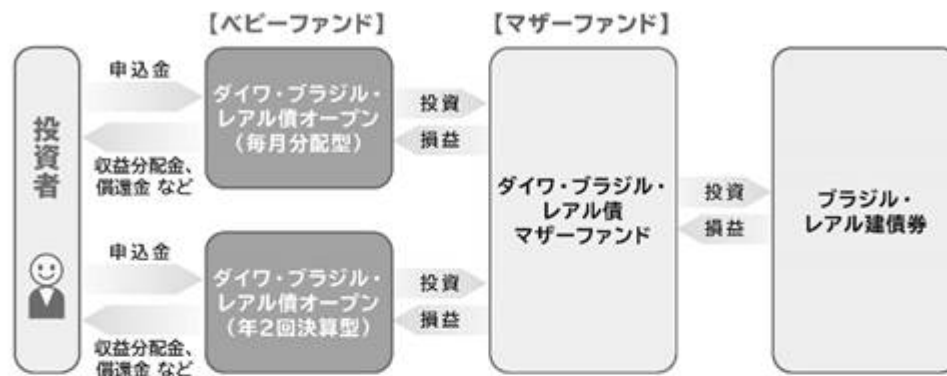 【ベビーファンド】
【マザーファンド】
投資者
申込金
収益分配金、
償還金 など
ダイワ・ブラジル・
レアル債オープン
（毎月分配型）
投資
損益
申込金
収益分配金、
償還金 など
ダイワ・ブラジル・
レアル債オープン
（年2回決算型）
投資
損益
ダイワ・ブラジル・
レアル債
マザーファンド
投資
損益
ブラジル・
レアル建債券